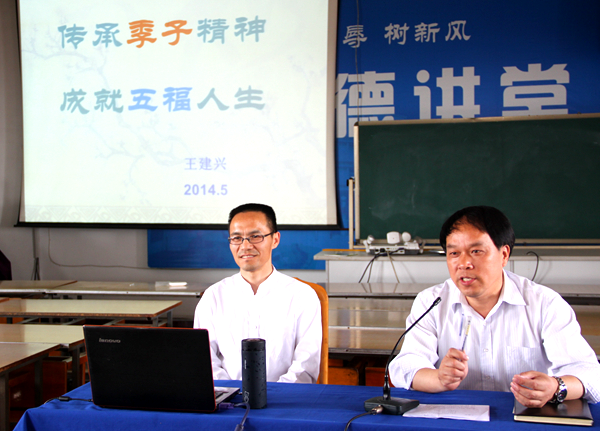 传承季子精神
成就五福人生
王建兴
2014.5
辱 树新风
德讲堂
lenovo